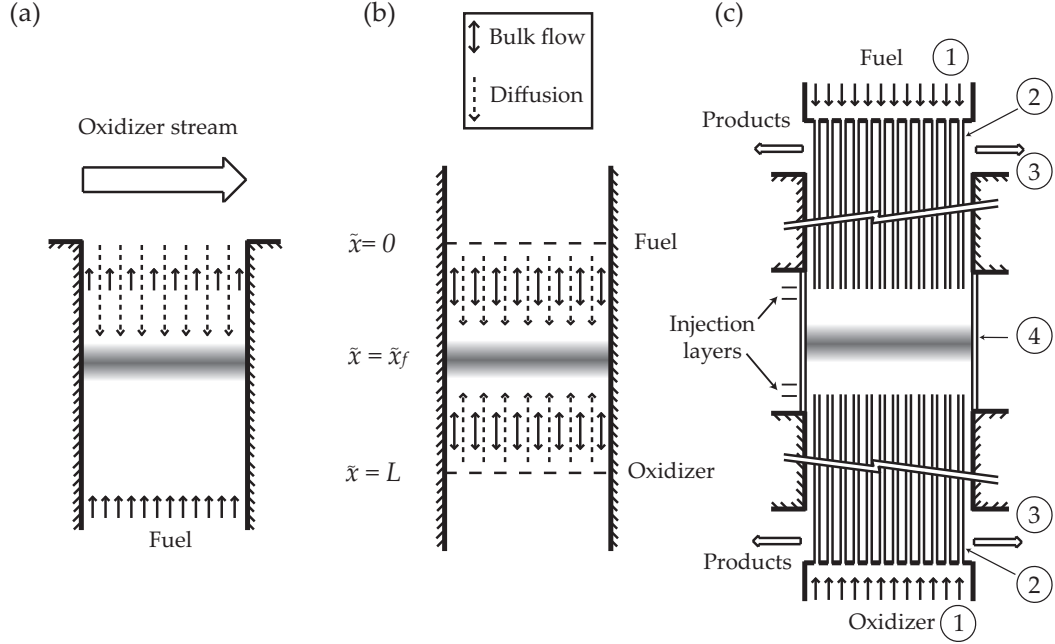 (a)
Oxidizer stream
Fuel
(b)
Bulk flow
Diffusion
x̃= 0
Fuel
x̃ = x̃f
x̃ = L
Oxidizer
(c)
Fuel
1
2
Products
3
Injection
layers
4
3
Products
2
Oxidizer
1